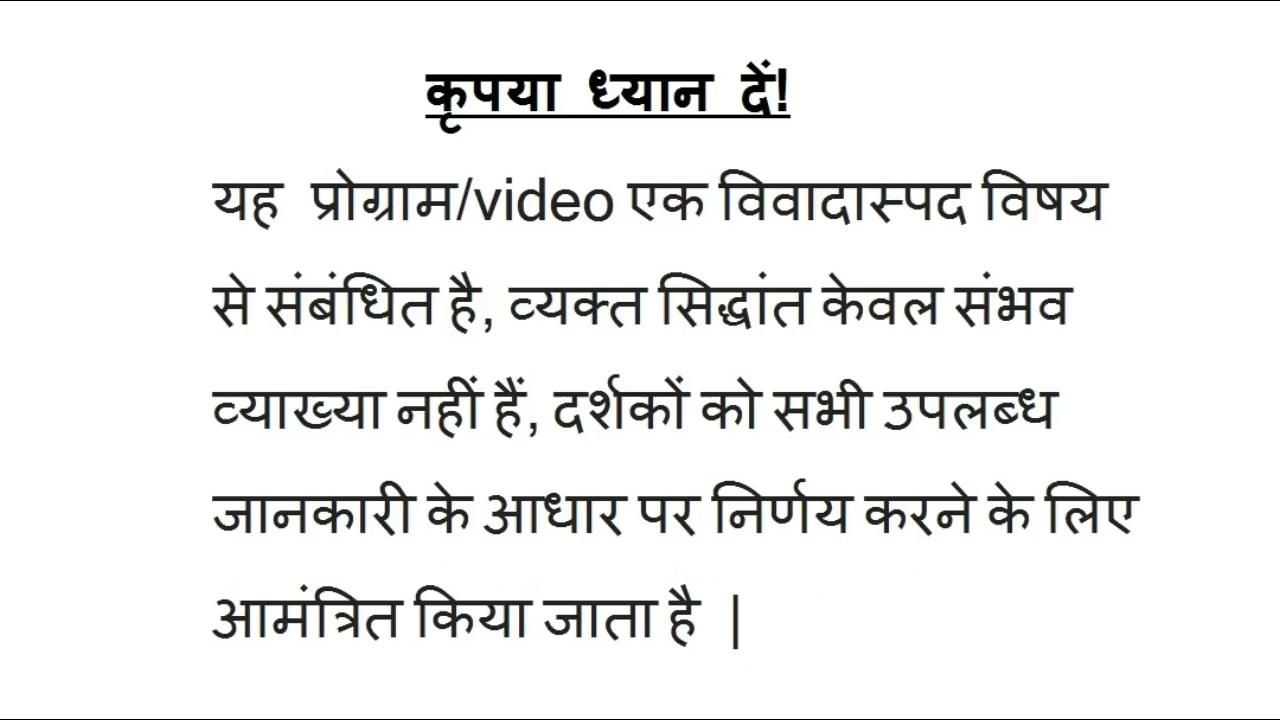 कृपया ध्यान दें!
यह प्रोग्राम/video एक विवादास्पद विषय
से संबंधित है, व्यक्त सिद्धांत केवल संभव
व्याख्या नहीं हैं, दर्शकों को सभी उपलब्ध
जानकारी के आधार पर निर्णय करने के लिए
आमंत्रित किया जाता है |